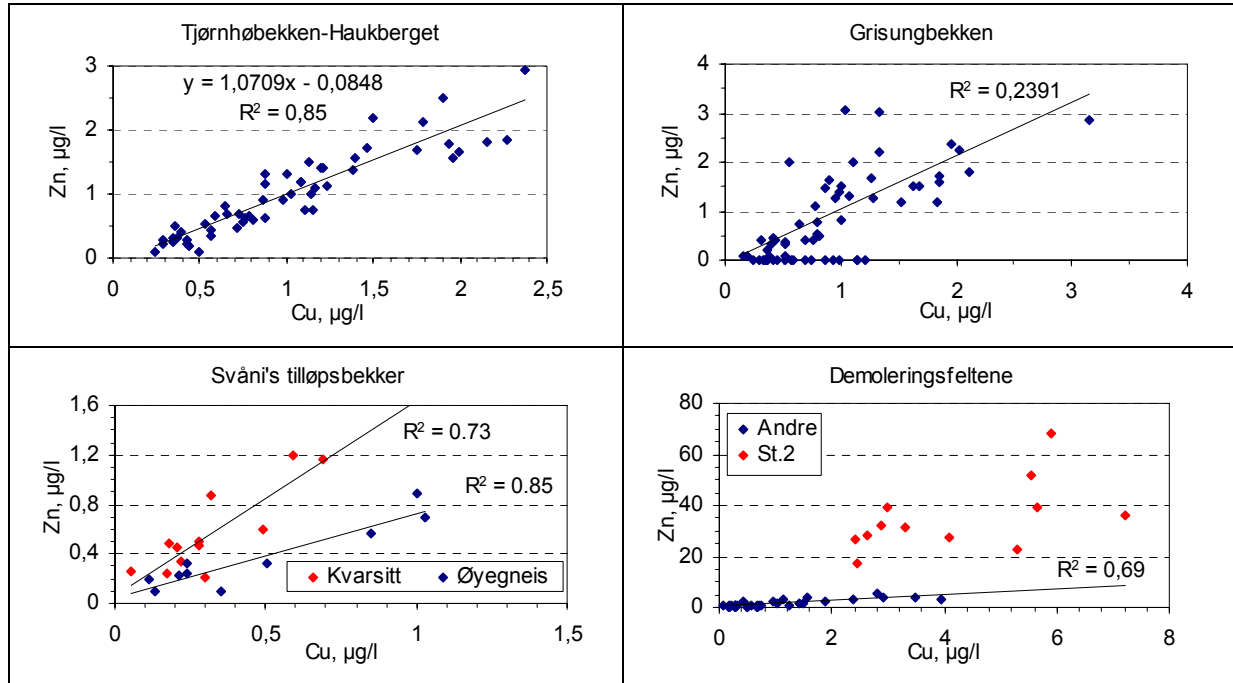 Tjørnhøbekken-Haukberget
y = 1,0709x - 0,0848
R² = 0,85
Zn, µg/l
3
2
1
0
0 0,5 1 1,5 2 2,5
Cu, µg/l
Grisungbekken
R² = 0,2391
Zn, µg/l
4
3
2
1
0
0 1 2 3 4
Cu, µg/l
Svåni's tilløpsbekker
R² = 0.73
R² = 0.85
Zn, µg/l
1,6
1,2
0,8
0,4
0
Kvarsitt Øyegneis
0 0,5 1 1,5
Cu, µg/l
Demoleringsfeltene
Andre
St.2
R² = 0,69
Zn, µg/l
80
60
40
20
0
0 2 4 6 8
Cu, µg/l